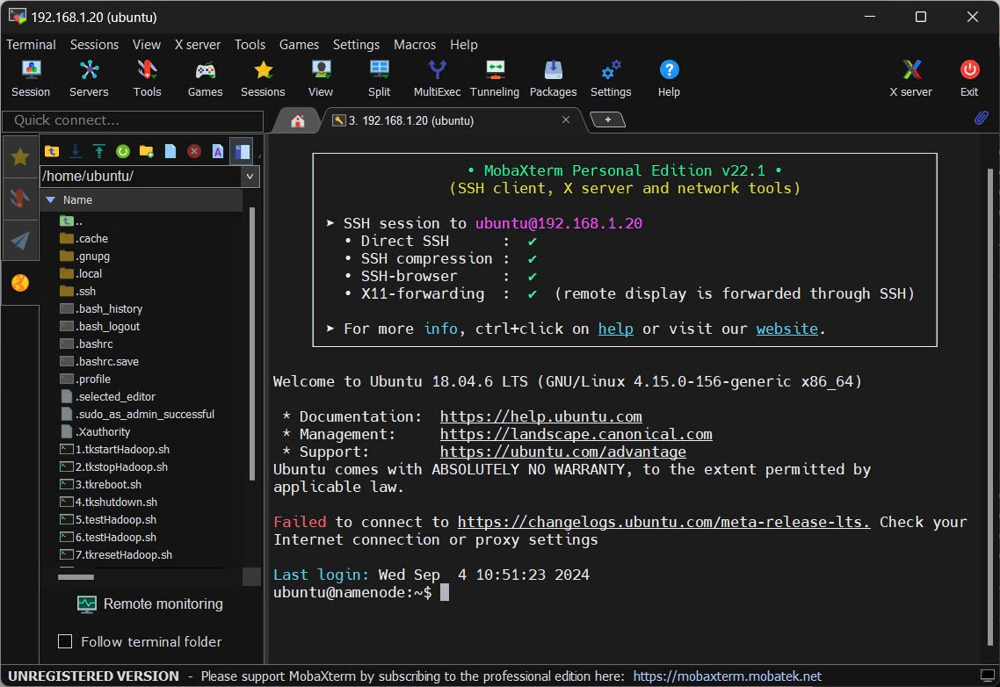 192.168.1.20 (ubuntu)
Terminal Sessions View X server Tools Games Settings Macros Help
Session Servers Tools Games Sessions View Split MultiExec Tunneling Packages Settings Help X server Exit
Quick connect...
3. 192.168.1.20 (ubuntu)
/home/ubuntu/
Name
..
.cache
.gnupg
.local
.ssh
.bash_history
.bash_logout
.bashrc
.bashrc.save
.profile
.selected_editor
.sudo_as_admin_successful
.Xauthority
1.tkstartHadoop.sh
2.tkstopHadoop.sh
3.tkreboot.sh
4.tkshutdown.sh
5.testHadoop.sh
6.testHadoop.sh
7.tkresetHadoop.sh
Remote monitoring
Follow terminal folder
• MobaXterm Personal Edition v22.1 •
(SSH client, X server and network tools)
➤ SSH session to ubuntu@192.168.1.20
• Direct SSH : ✔
• SSH compression : ✔
• SSH-browser : ✔
• X11-forwarding : ✔ (remote display is forwarded through SSH)
➤ For more info, ctrl+click on help or visit our website.
Welcome to Ubuntu 18.04.6 LTS (GNU/Linux 4.15.0-156-generic x86_64)
* Documentation: https://help.ubuntu.com
* Management: https://landscape.canonical.com
* Support: https://ubuntu.com/advantage
Ubuntu comes with ABSOLUTELY NO WARRANTY, to the extent permitted by
applicable law.
Failed to connect to https://changelogs.ubuntu.com/meta-release-lts. Check your
Internet connection or proxy settings
Last login: Wed Sep  4 10:51:23 2024
ubuntu@namenode:~$
UNREGISTERED VERSION - Please support MobaXterm by subscribing to the professional edition here: https://mobaxterm.mobatek.net